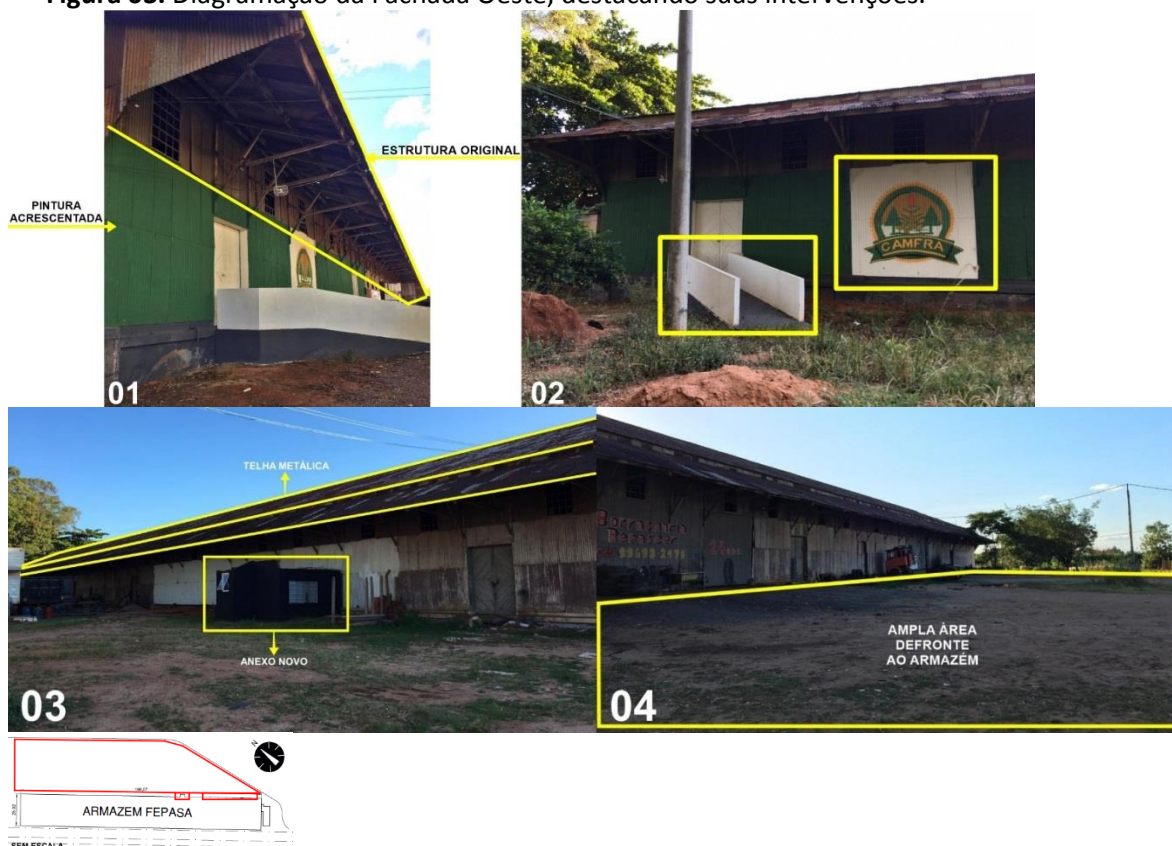 Figura Diagramação da Fachada Oeste, destacando suas intervenções.
PINTURA
ACRESCENTADA
ESTRUTURA ORIGINAL
01
CAMFRA
02
TELHA METÁLICA
ANEXO NOVO
03
AMPLA ÁREA
DEFRONTE
AO ARMAZÉM
04
N
ARMAZEM FEPASA
SEM ESCALA